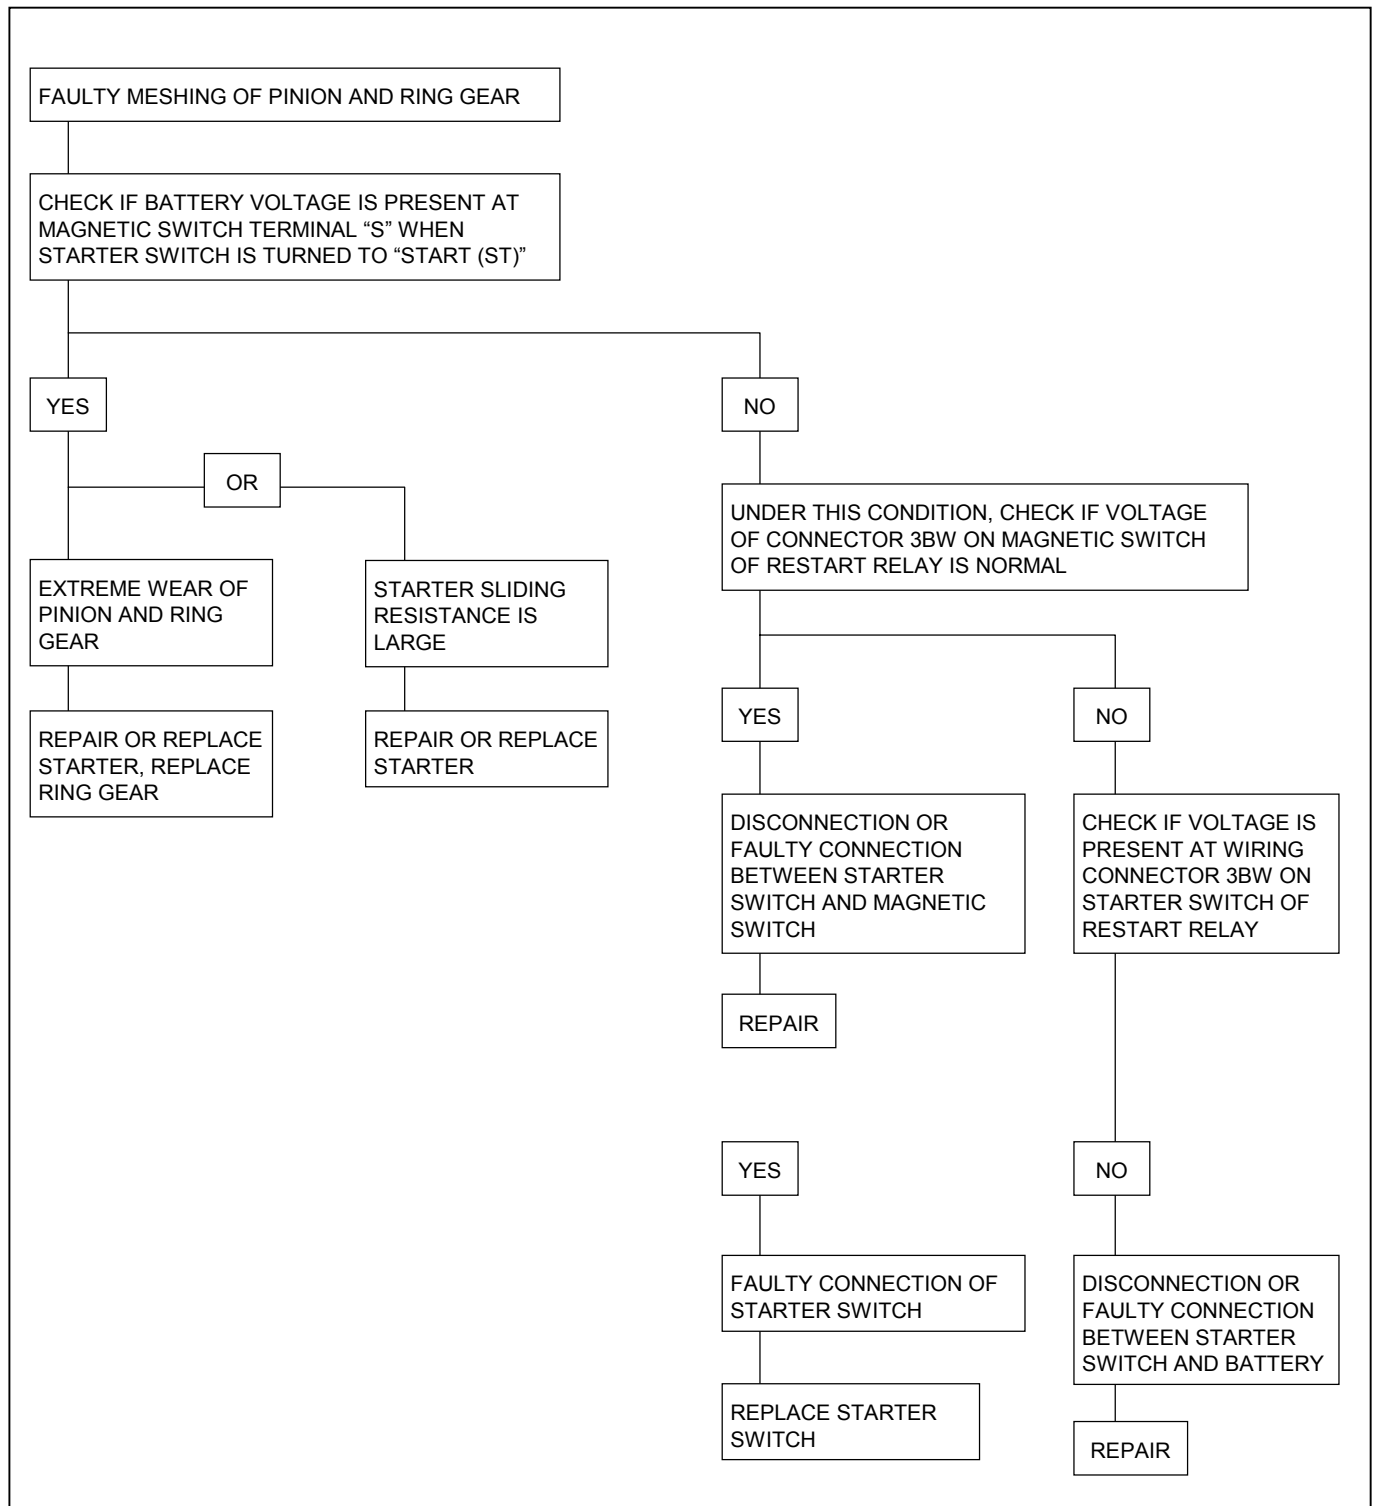 FAULTY MESHING OF PINION AND RING GEAR
CHECK IF BATTERY VOLTAGE IS PRESENT AT
MAGNETIC SWITCH TERMINAL “S” WHEN
STARTER SWITCH IS TURNED TO “START (ST)”
YES
NO
OR
UNDER THIS CONDITION, CHECK IF VOLTAGE
OF CONNECTOR 3BW ON MAGNETIC SWITCH
OF RESTART RELAY IS NORMAL
EXTREME WEAR OF
PINION AND RING
GEAR
STARTER SLIDING
RESISTANCE IS
LARGE
REPAIR OR REPLACE
STARTER, REPLACE
RING GEAR
REPAIR OR REPLACE
STARTER
YES
NO
DISCONNECTION OR
FAULTY CONNECTION
BETWEEN STARTER
SWITCH AND MAGNETIC
SWITCH
CHECK IF VOLTAGE IS
PRESENT AT WIRING
CONNECTOR 3BW ON
STARTER SWITCH OF
RESTART RELAY
REPAIR
YES
NO
FAULTY CONNECTION OF
STARTER SWITCH
DISCONNECTION OR
FAULTY CONNECTION
BETWEEN STARTER
SWITCH AND BATTERY
REPLACE STARTER
SWITCH
REPAIR